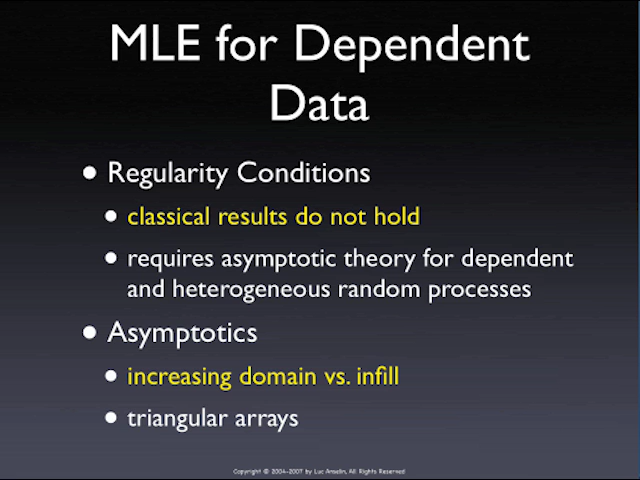 MLE for Dependent
Data
• Regularity Conditions
• classical results do not hold
• requires asymptotic theory for dependent
and heterogeneous random processes
• Asymptotics
• increasing domain vs. infill
• triangular arrays
Copyright © 2004-2007 by Luc Anselin, All Rights Reserved